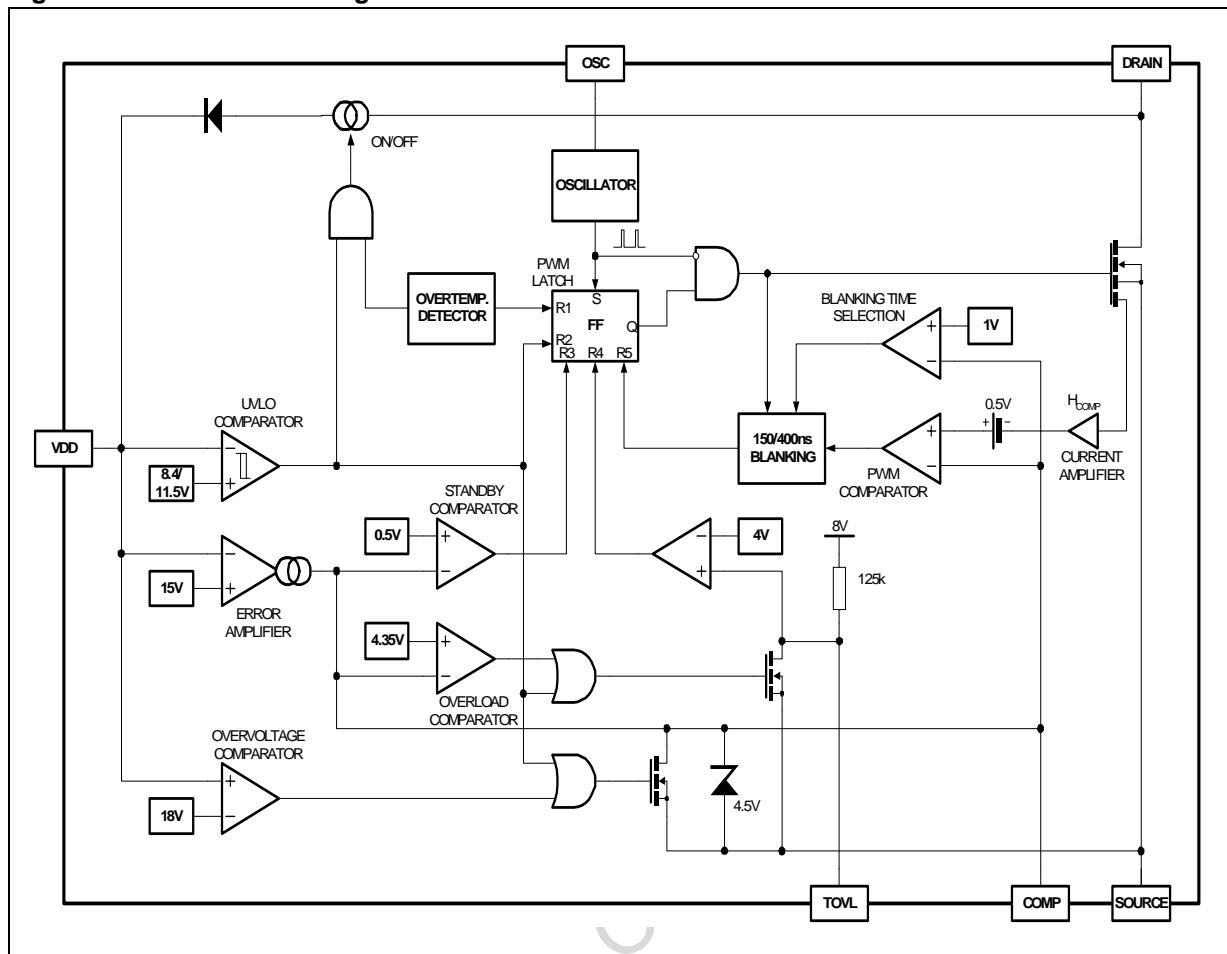 OSC
DRAIN
ON/OFF
OSCILLATOR
PWM
LATCH
OVERTEMP.
DETECTOR
R1
S
FF
Q
R2
R3 R4 R5
BLANKING TIME
SELECTION
+
1V
−
UVLO
COMPARATOR
VDD
−
8.4/
11.5V
+
150/400ns
BLANKING
+
−
PWM
COMPARATOR
0.5V
+ -
HCOMP
CURRENT
AMPLIFIER
STANDBY
COMPARATOR
0.5V
+
−
−
4V
+
8V
125k
−
15V
+
ERROR
AMPLIFIER
4.35V
+
−
OVERLOAD
COMPARATOR
OVERVOLTAGE
COMPARATOR
+
18V
−
4.5V
TOVL
COMP
SOURCE